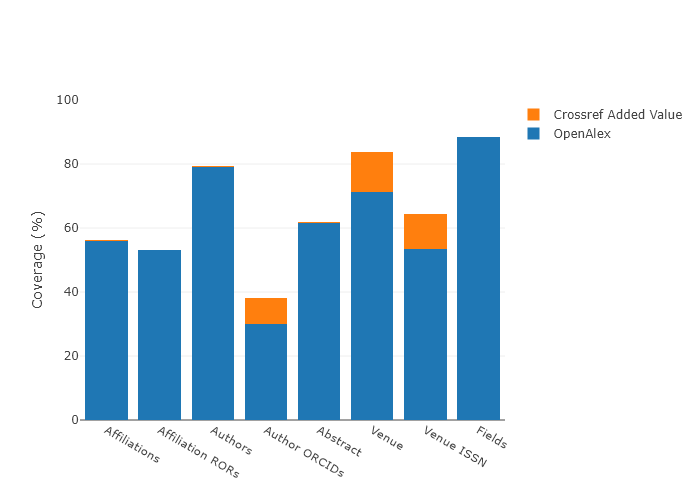 Crossref Added Value
OpenAlex
Coverage (%)
100
80
60
40
20
0
Affiliations
Affiliation RORs
Authors
Author ORCIDs
Abstract
Venue
Venue ISSN
Fields